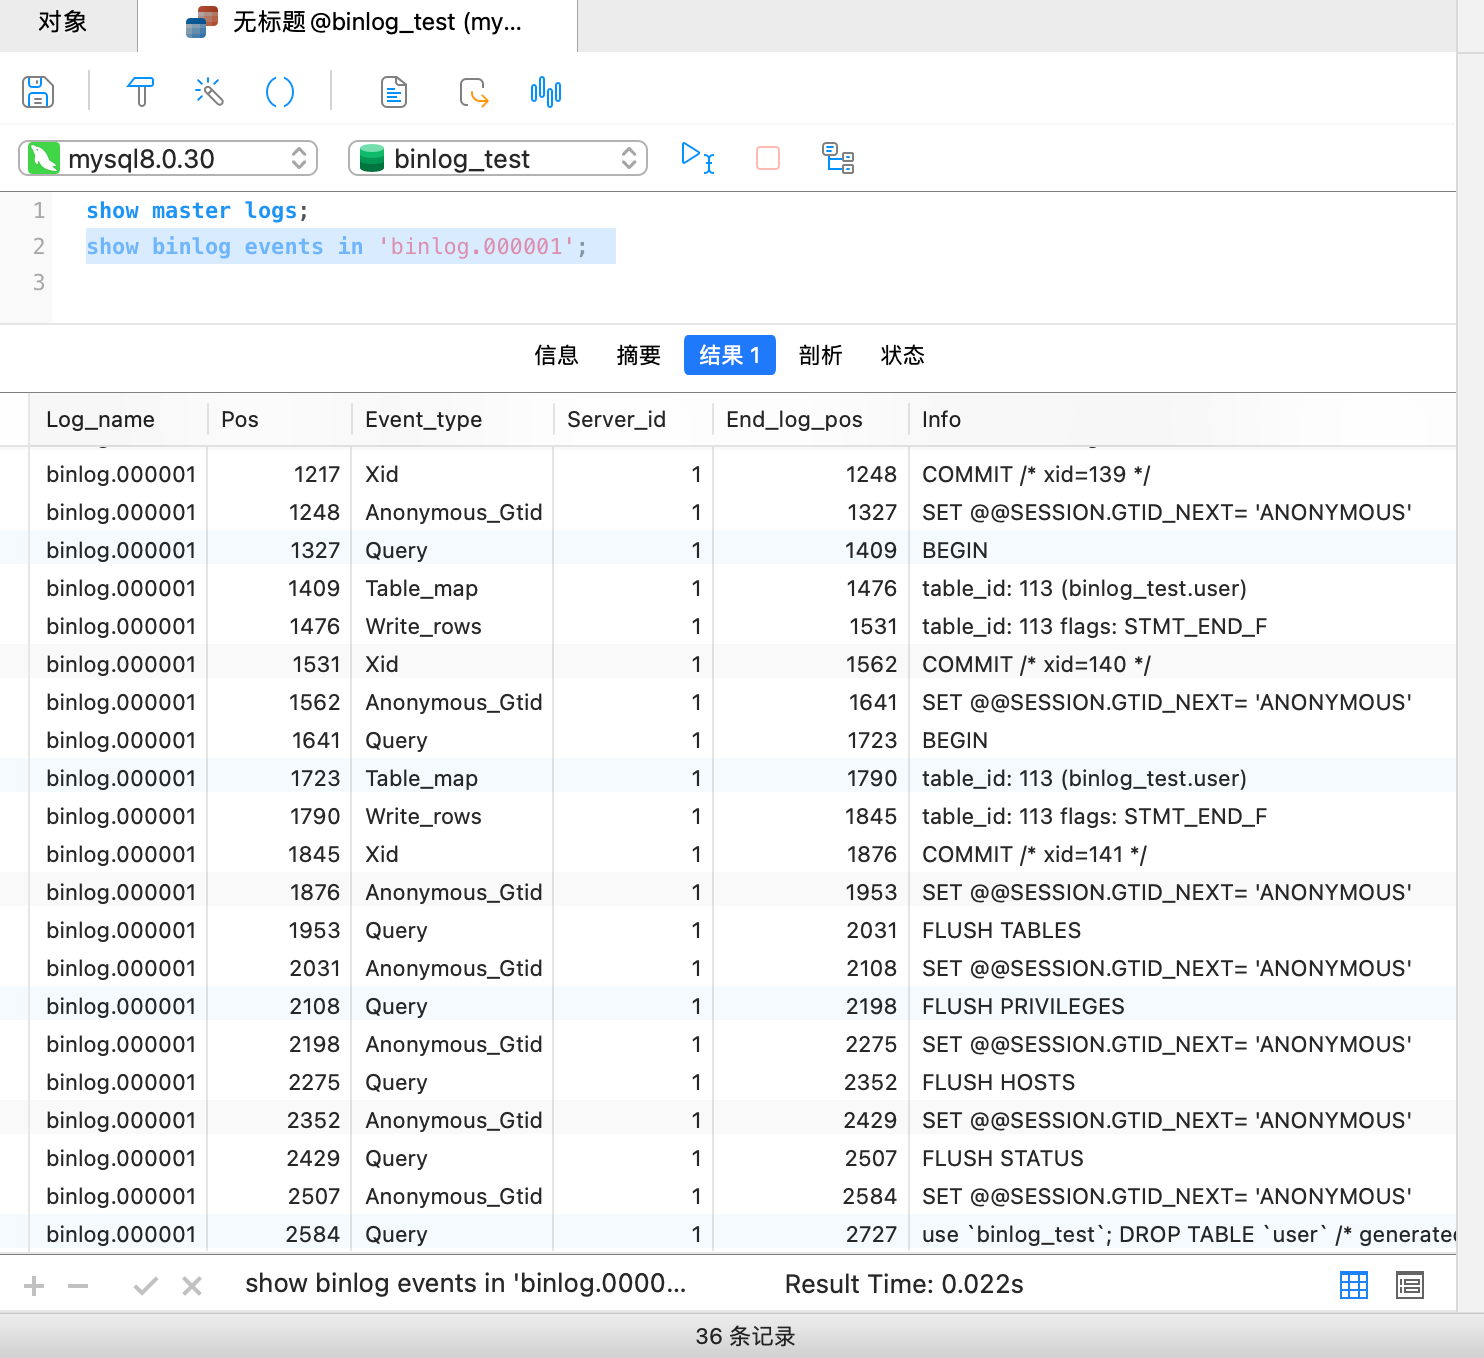 对象 无标题 @binlog_test (my...
mysql8.0.30 binlog_test
1 show master logs;
2 show binlog events in 'binlog.000001';
3
信息 摘要 结果 1 剖析 状态
Log_name Pos Event_type Server_id End_log_pos Info
binlog.000001 1217 Xid 1 1248 COMMIT /* xid=139 */
binlog.000001 1248 Anonymous_Gtid 1 1327 SET @@SESSION.GTID_NEXT= 'ANONYMOUS'
binlog.000001 1327 Query 1 1409 BEGIN
binlog.000001 1409 Table_map 1 1476 table_id: 113 (binlog_test.user)
binlog.000001 1476 Write_rows 1 1531 table_id: 113 flags: STMT_END_F
binlog.000001 1531 Xid 1 1562 COMMIT /* xid=140 */
binlog.000001 1562 Anonymous_Gtid 1 1641 SET @@SESSION.GTID_NEXT= 'ANONYMOUS'
binlog.000001 1641 Query 1 1723 BEGIN
binlog.000001 1723 Table_map 1 1790 table_id: 113 (binlog_test.user)
binlog.000001 1790 Write_rows 1 1845 table_id: 113 flags: STMT_END_F
binlog.000001 1845 Xid 1 1876 COMMIT /* xid=141 */
binlog.000001 1876 Anonymous_Gtid 1 1953 SET @@SESSION.GTID_NEXT= 'ANONYMOUS'
binlog.000001 1953 Query 1 2031 FLUSH TABLES
binlog.000001 2031 Anonymous_Gtid 1 2108 SET @@SESSION.GTID_NEXT= 'ANONYMOUS'
binlog.000001 2108 Query 1 2198 FLUSH PRIVILEGES
binlog.000001 2198 Anonymous_Gtid 1 2275 SET @@SESSION.GTID_NEXT= 'ANONYMOUS'
binlog.000001 2275 Query 1 2352 FLUSH HOSTS
binlog.000001 2352 Anonymous_Gtid 1 2429 SET @@SESSION.GTID_NEXT= 'ANONYMOUS'
binlog.000001 2429 Query 1 2507 FLUSH STATUS
binlog.000001 2507 Anonymous_Gtid 1 2584 SET @@SESSION.GTID_NEXT= 'ANONYMOUS'
binlog.000001 2584 Query 1 2727 use `binlog_test`; DROP TABLE `user` /* generated
show binlog events in 'binlog.0000... Result Time: 0.022s
36 条记录